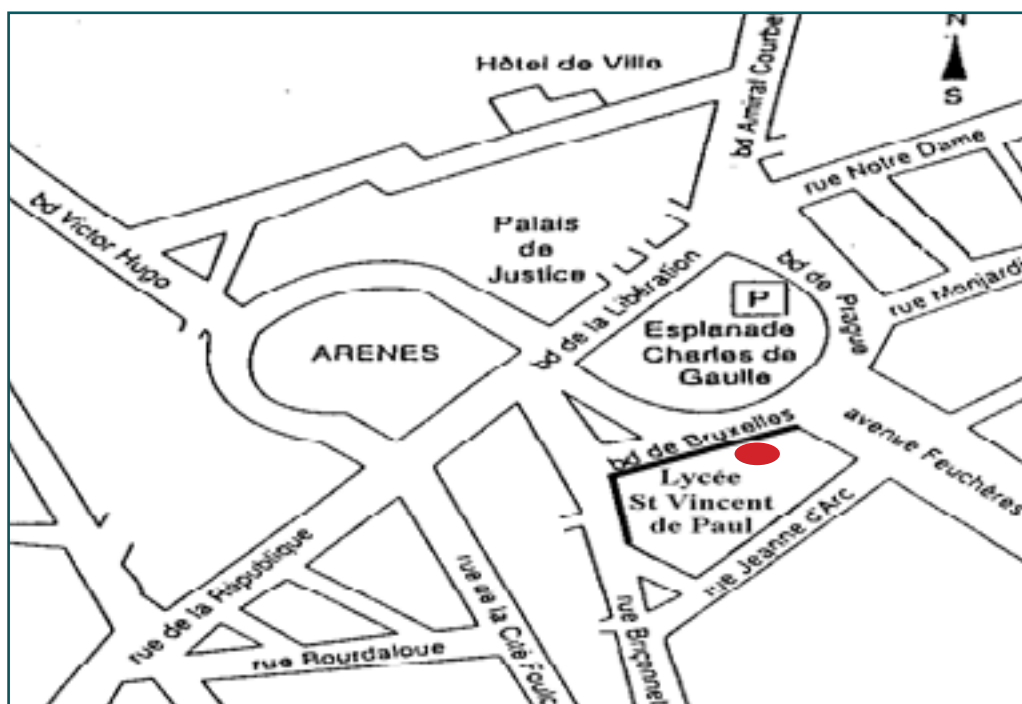 N
S
Hôtel de Ville
bd Amiral Courbe
rue Notre Dame
bd Victor Hugo
Palais
de
Justice
bd de la Libération
bd de Prague
rue Monjardi
P
Esplanade
Charles de
Gaulle
ARENES
bd de Bruxelles
avenue Feuchères
Lycée
St Vincent
de Paul
rue Jeanne d'Arc
rue de la République
rue de la Cité Foulc
rue Briçonnet
rue Bourdaloue